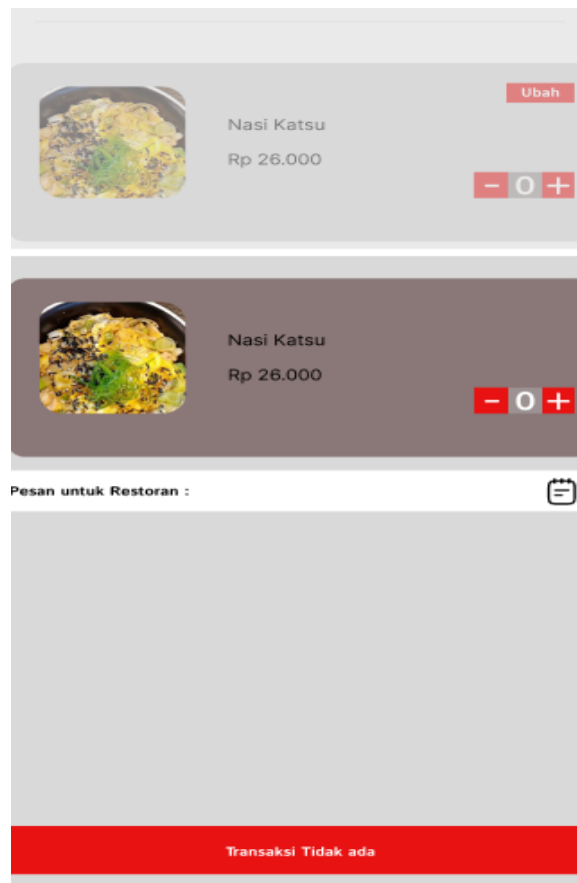 Ubah
Nasi Katsu
Rp 26.000
- 0 +
Nasi Katsu
Rp 26.000
- 0 +
Pesan untuk Restoran :
Transaksi Tidak ada